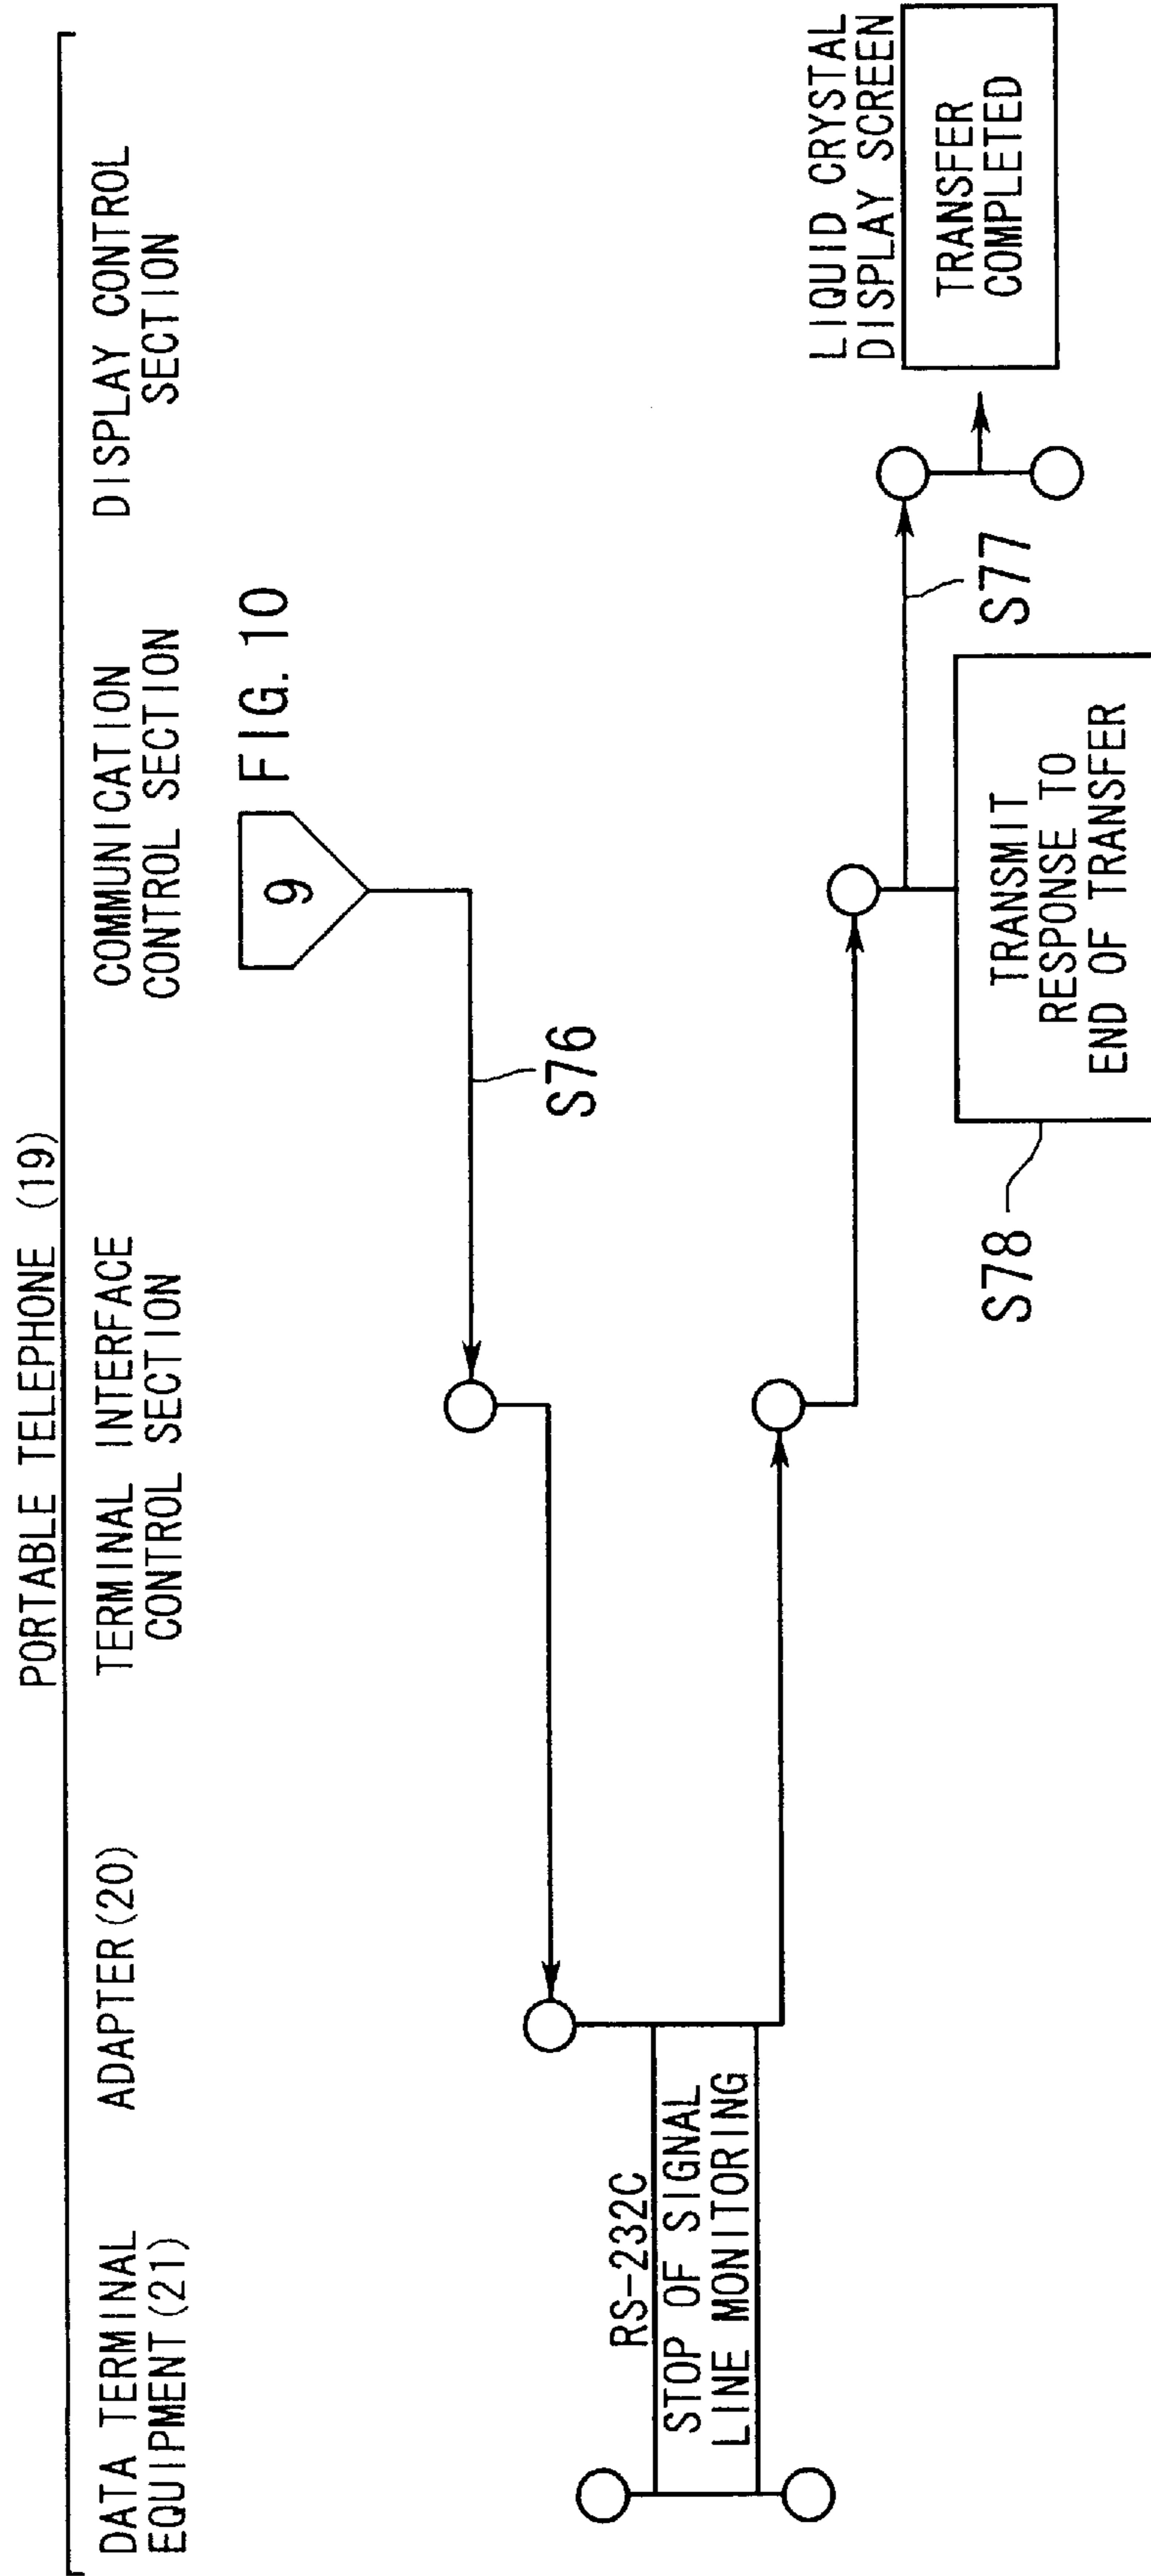 PORTABLE TELEPHONE (19)
DATA TERMINAL
EQUIPMENT (21)
ADAPTER (20)
TERMINAL INTERFACE
CONTROL SECTION
COMMUNICATION
CONTROL SECTION
DISPLAY CONTROL
SECTION
9
FIG. 10
S76
RS-232C
STOP OF SIGNAL
LINE MONITORING
S77
LIQUID CRYSTAL
DISPLAY SCREEN
TRANSFER
COMPLETED
S78
TRANSMIT
RESPONSE TO
END OF TRANSFER